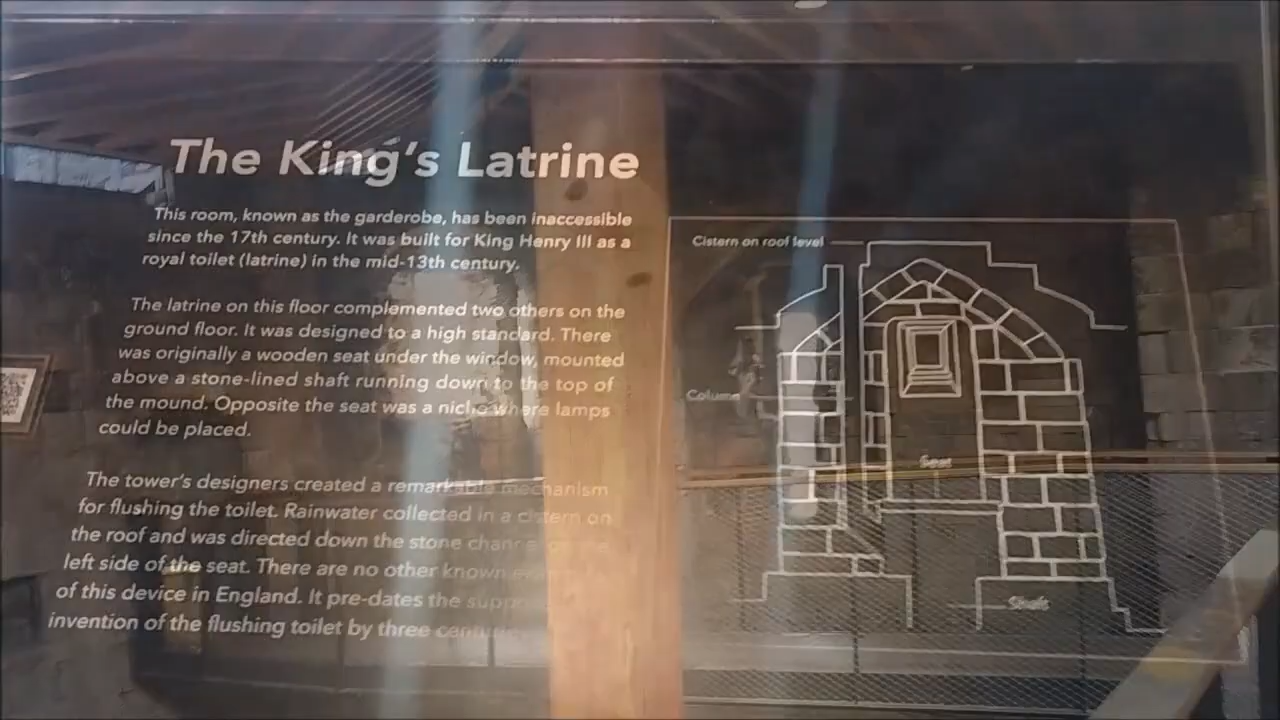 The King's Latrine
This room, known as the garderobe, has been inaccessible
since the 17th century. It was built for King Henry III as a
royal toilet (latrine) in the mid-13th century.
The latrine on this floor complemented two others on the
ground floor. It was designed to a high standard. There
was originally a wooden seat under the window, mounted
above a stone-lined shaft running down to the top of
the mound. Opposite the seat was a niche where lamps
could be placed.
The tower's designers created a remarkable mechanism
for flushing the toilet. Rainwater collected in a cistern on
the roof and was directed down the stone
left side of the seat. There are no other known
of this device in England. It pre-dates the
invention of the flushing toilet by three
Cistern on roof level
Column
Seat
Shaft